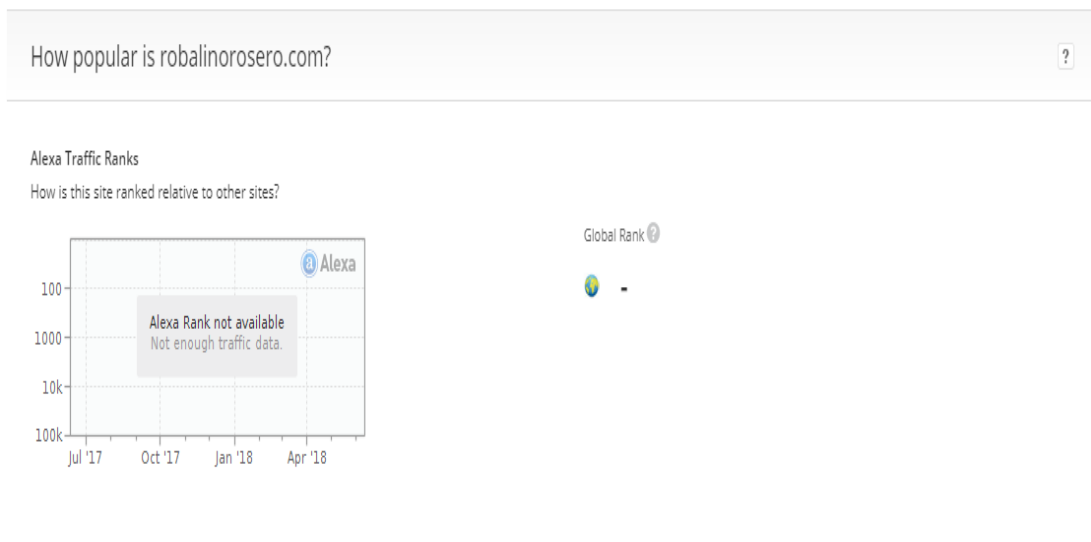 How popular is robalinorosero.com?
?
Alexa Traffic Ranks
How is this site ranked relative to other sites?
Global Rank ?
-
a Alexa
100
1000
10k
100k
Alexa Rank not available
Not enough traffic data.
Jul '17 Oct '17 Jan '18 Apr '18